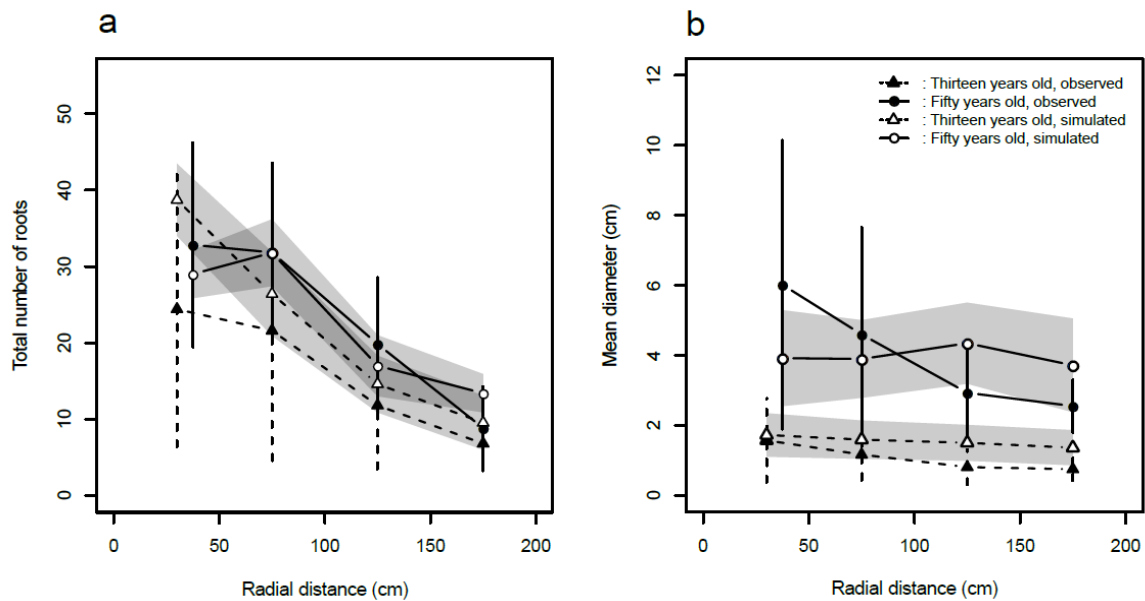 a
Total number of roots
50
40
30
20
10
0
0 50 100 150 200
Radial distance (cm)
b
Mean diameter (cm)
12
10
8
6
4
2
0
: Thirteen years old, observed
: Fifty years old, observed
: Thirteen years old, simulated
: Fifty years old, simulated
0 50 100 150 200
Radial distance (cm)